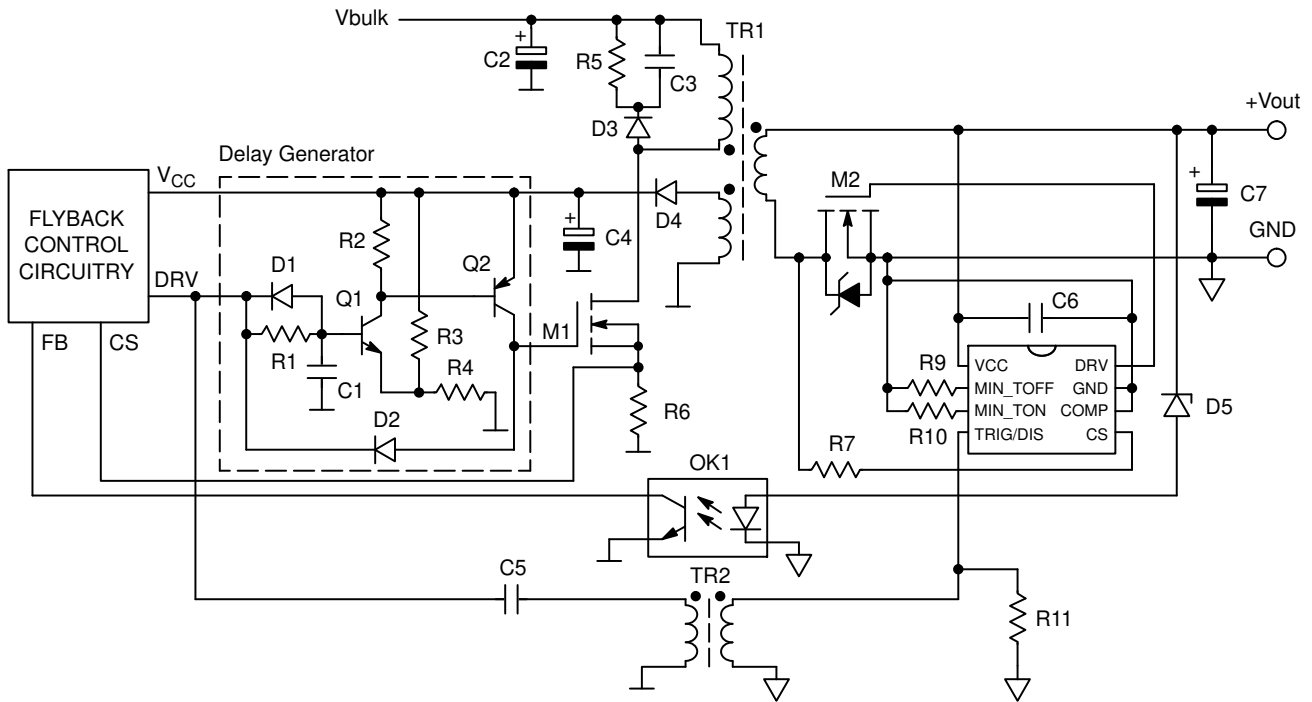 Vbulk
TR1
+
C2
R5
C3
D3
+Vout
Delay Generator
VCC
M2
+
C7
FLYBACK
CONTROL
CIRCUITRY
D4
+
C4
GND
R2
Q2
DRV
D1
Q1
C6
M1
FB
CS
R1
R3
VCC
DRV
R9
MIN_TOFF
GND
C1
R4
R6
MIN_TON
COMP
D5
R10
TRIG/DIS
CS
D2
R7
OK1
C5
TR2
R11